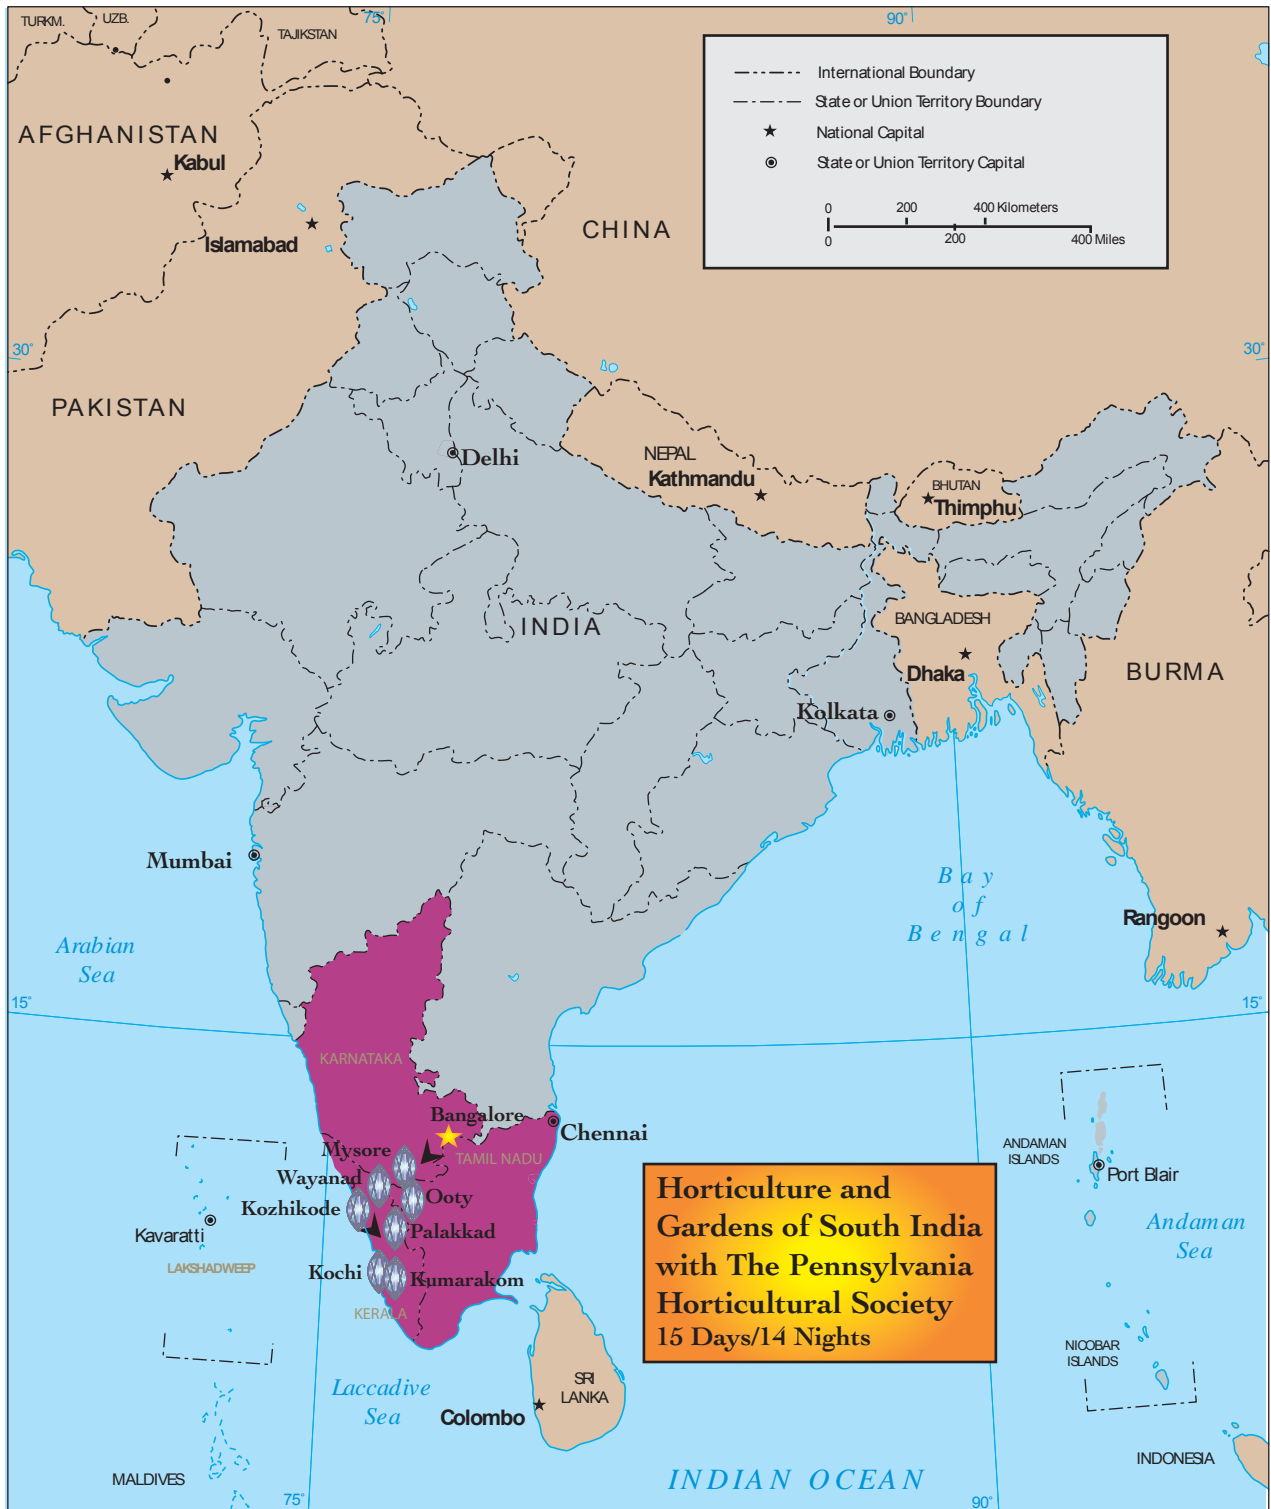 TURKM.
UZB.
75°
90°
TAJIKSTAN
AFGHANISTAN
Kabul
Islamabad
CHINA
International Boundary
State or Union Territory Boundary
National Capital
State or Union Territory Capital
0 200 400 Kilometers
0 200 400 Miles
30°
30°
PAKISTAN
Delhi
NEPAL
Kathmandu
BHUTAN
Thimphu
INDIA
BANGLADESH
Dhaka
BURMA
Kolkata
Mumbai
Bay
of
Bengal
Rangoon
Arabian
Sea
15°
15°
KARNATAKA
Bangalore
Chennai
Mysore
TAMIL NADU
Wayanad
Ooty
Kozhikode
Palakkad
Kochi
Kumarakom
KERALA
Kavaratti
LAKSHADWEEP
ANDAMAN
ISLANDS
Port Blair
Andaman
Sea
Horticulture and
Gardens of South India
with The Pennsylvania
Horticultural Society
15 Days/14 Nights
NICOBAR
ISLANDS
Laccadive
Sea
SRI
LANKA
Colombo
MALDIVES
INDIAN OCEAN
INDONESIA
75°
90°